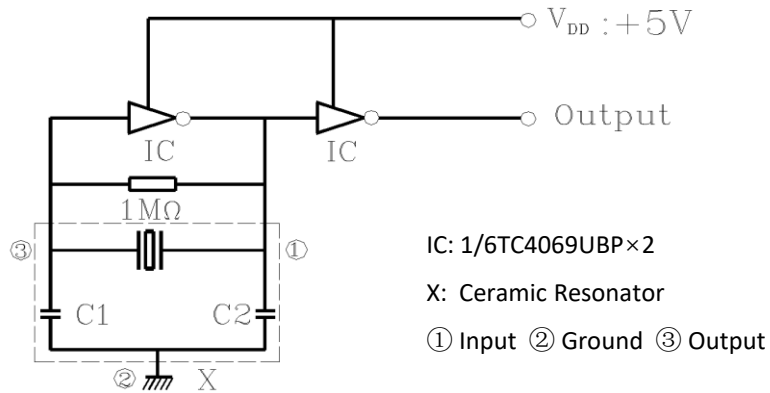 V_DD :+5V
Output
IC
IC
1MΩ
③
①
C1
C2
②
X
IC: 1/6TC4069UBP×2
X: Ceramic Resonator
① Input ② Ground ③ Output